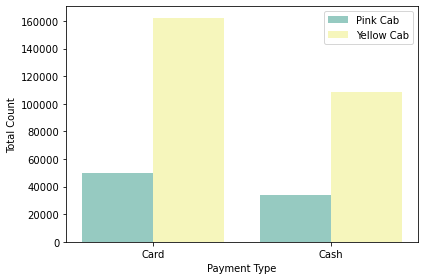 Pink Cab
Yellow Cab
160000
140000
120000
100000
80000
60000
40000
20000
0
Total Count
Card
Cash
Payment Type